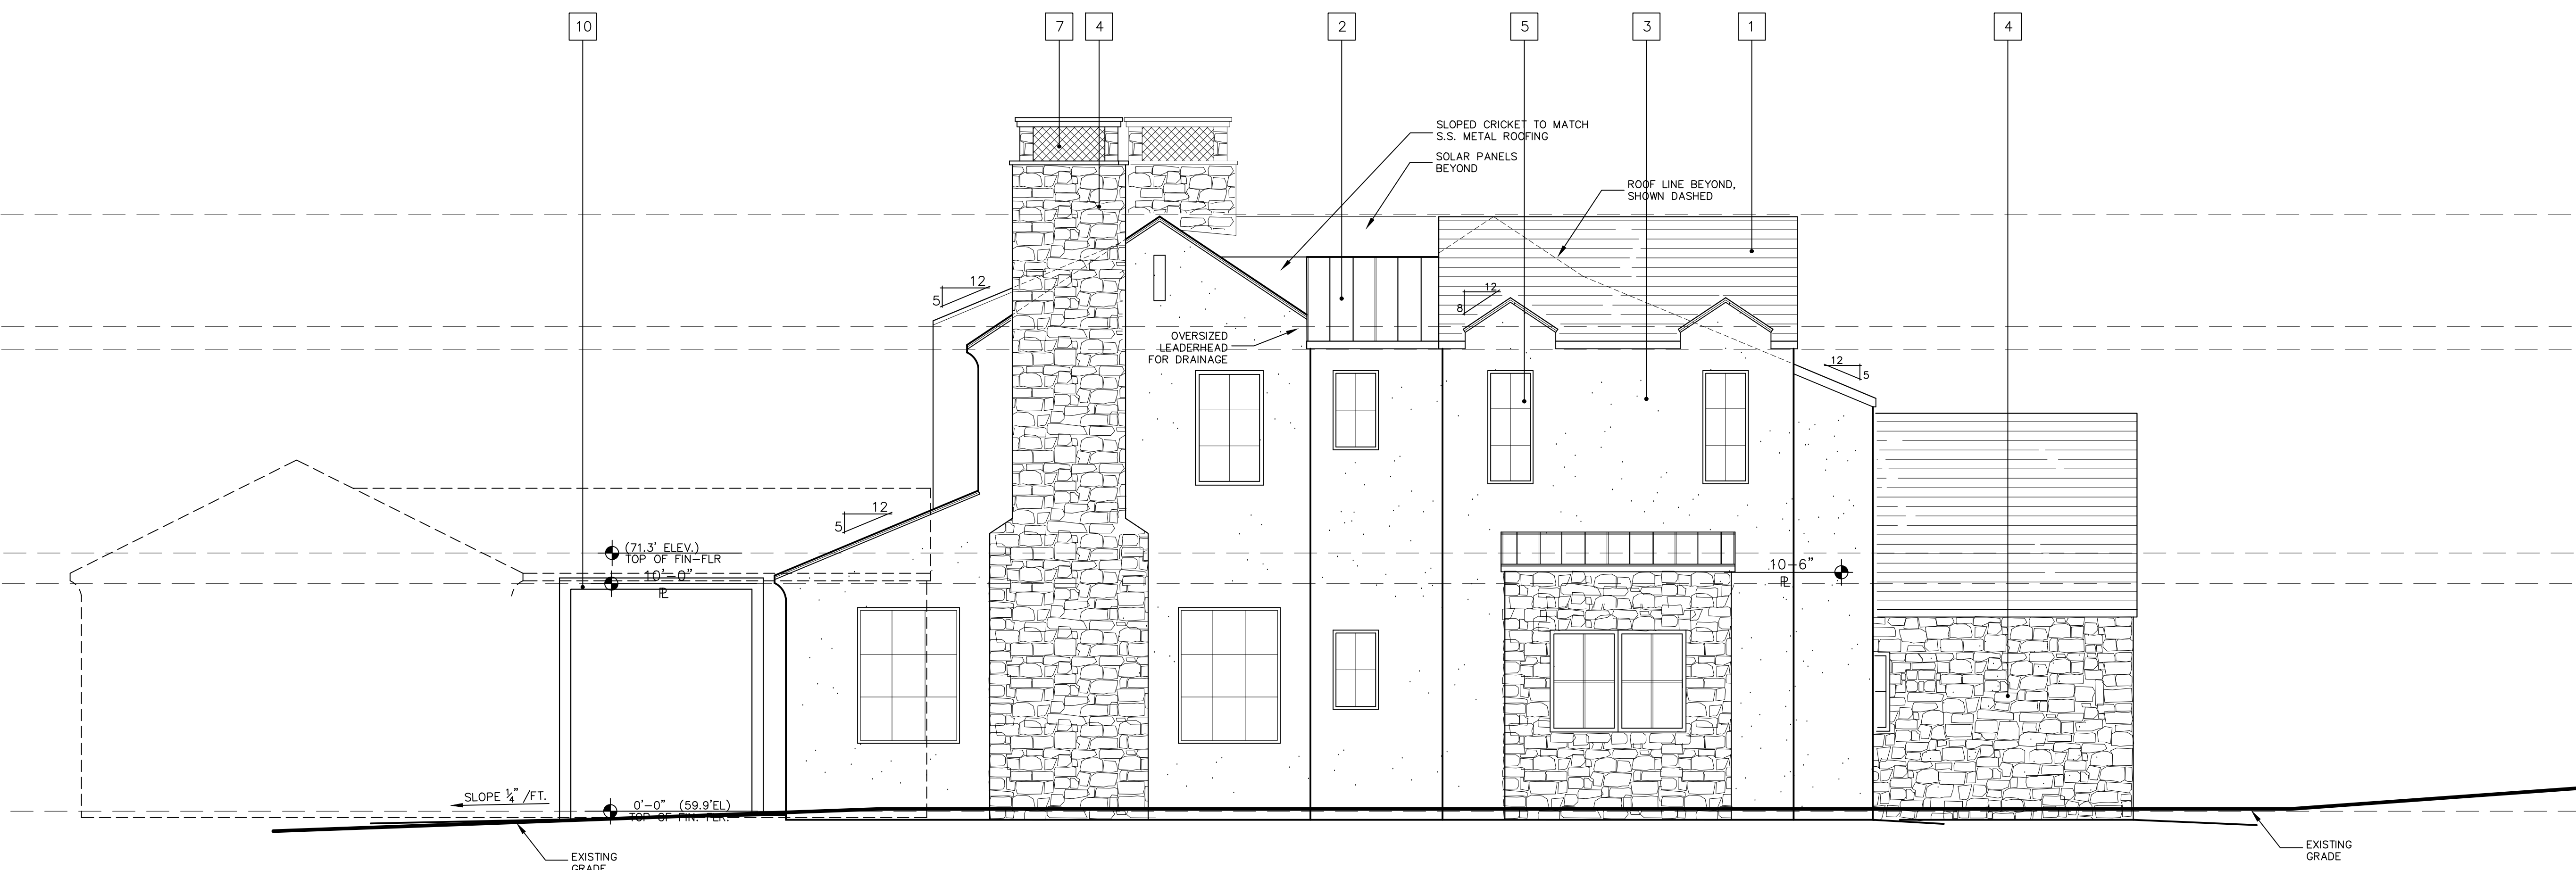 10
7
4
2
5
3
1
4
SLOPED CRICKET TO MATCH
S.S. METAL ROOFING
SOLAR PANELS
BEYOND
ROOF LINE BEYOND,
SHOWN DASHED
12
5
12
8
OVERSIZED
LEADERHEAD
FOR DRAINAGE
12
5
12
5
(71.3' ELEV.)
TOP OF FIN-FLR
10'-0"
PL
10-6"
PL
SLOPE 1/4" /FT.
0'-0" (59.9'EL)
TOP OF FIN. FLR.
EXISTING
GRADE
EXISTING
GRADE